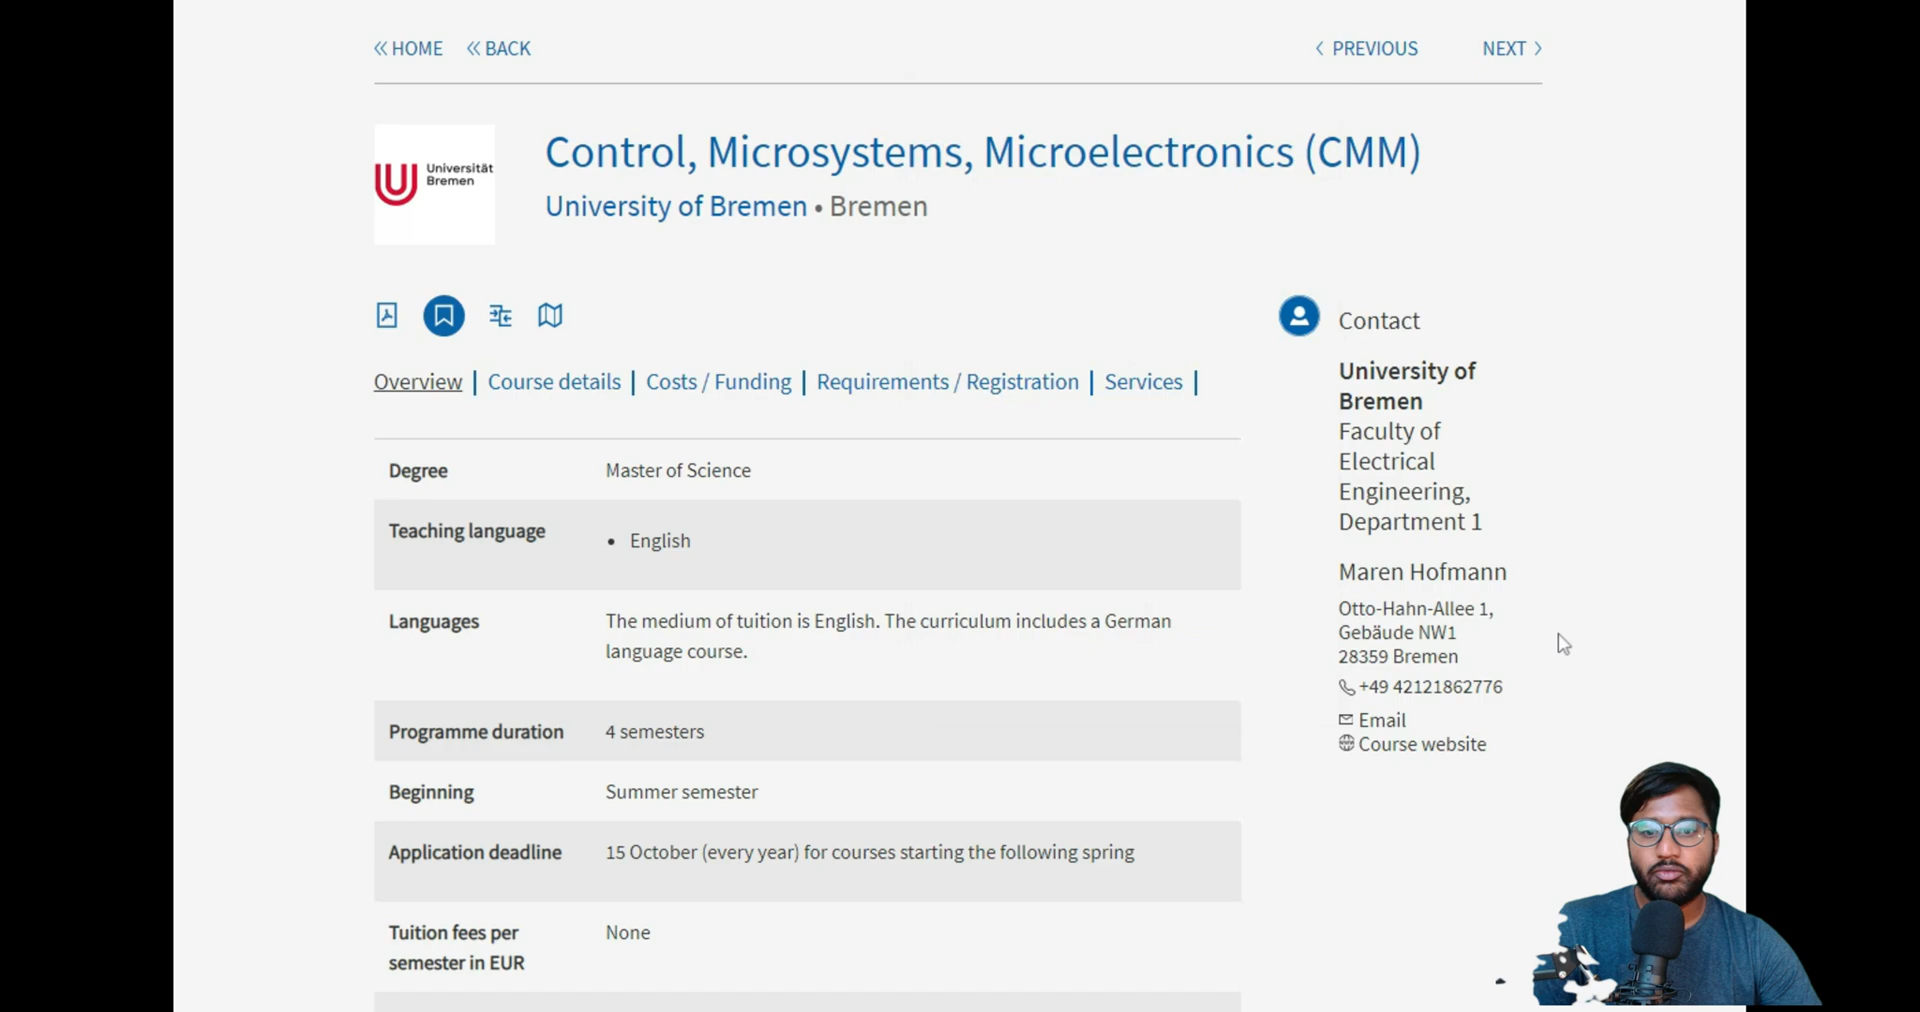 HOME BACK PREVIOUS NEXT
Universität
Bremen
Control, Microsystems, Microelectronics (CMM)
University of Bremen • Bremen
Overview | Course details | Costs / Funding | Requirements / Registration | Services |
Degree Master of Science
Teaching language • English
Languages The medium of tuition is English. The curriculum includes a German
language course.
Programme duration 4 semesters
Beginning Summer semester
Application deadline 15 October (every year) for courses starting the following spring
Tuition fees per None
semester in EUR
Contact
University of
Bremen
Faculty of
Electrical
Engineering,
Department 1
Maren Hofmann
Otto-Hahn-Allee 1,
Gebäude NW1
28359 Bremen
+49 42121862776
Email
Course website